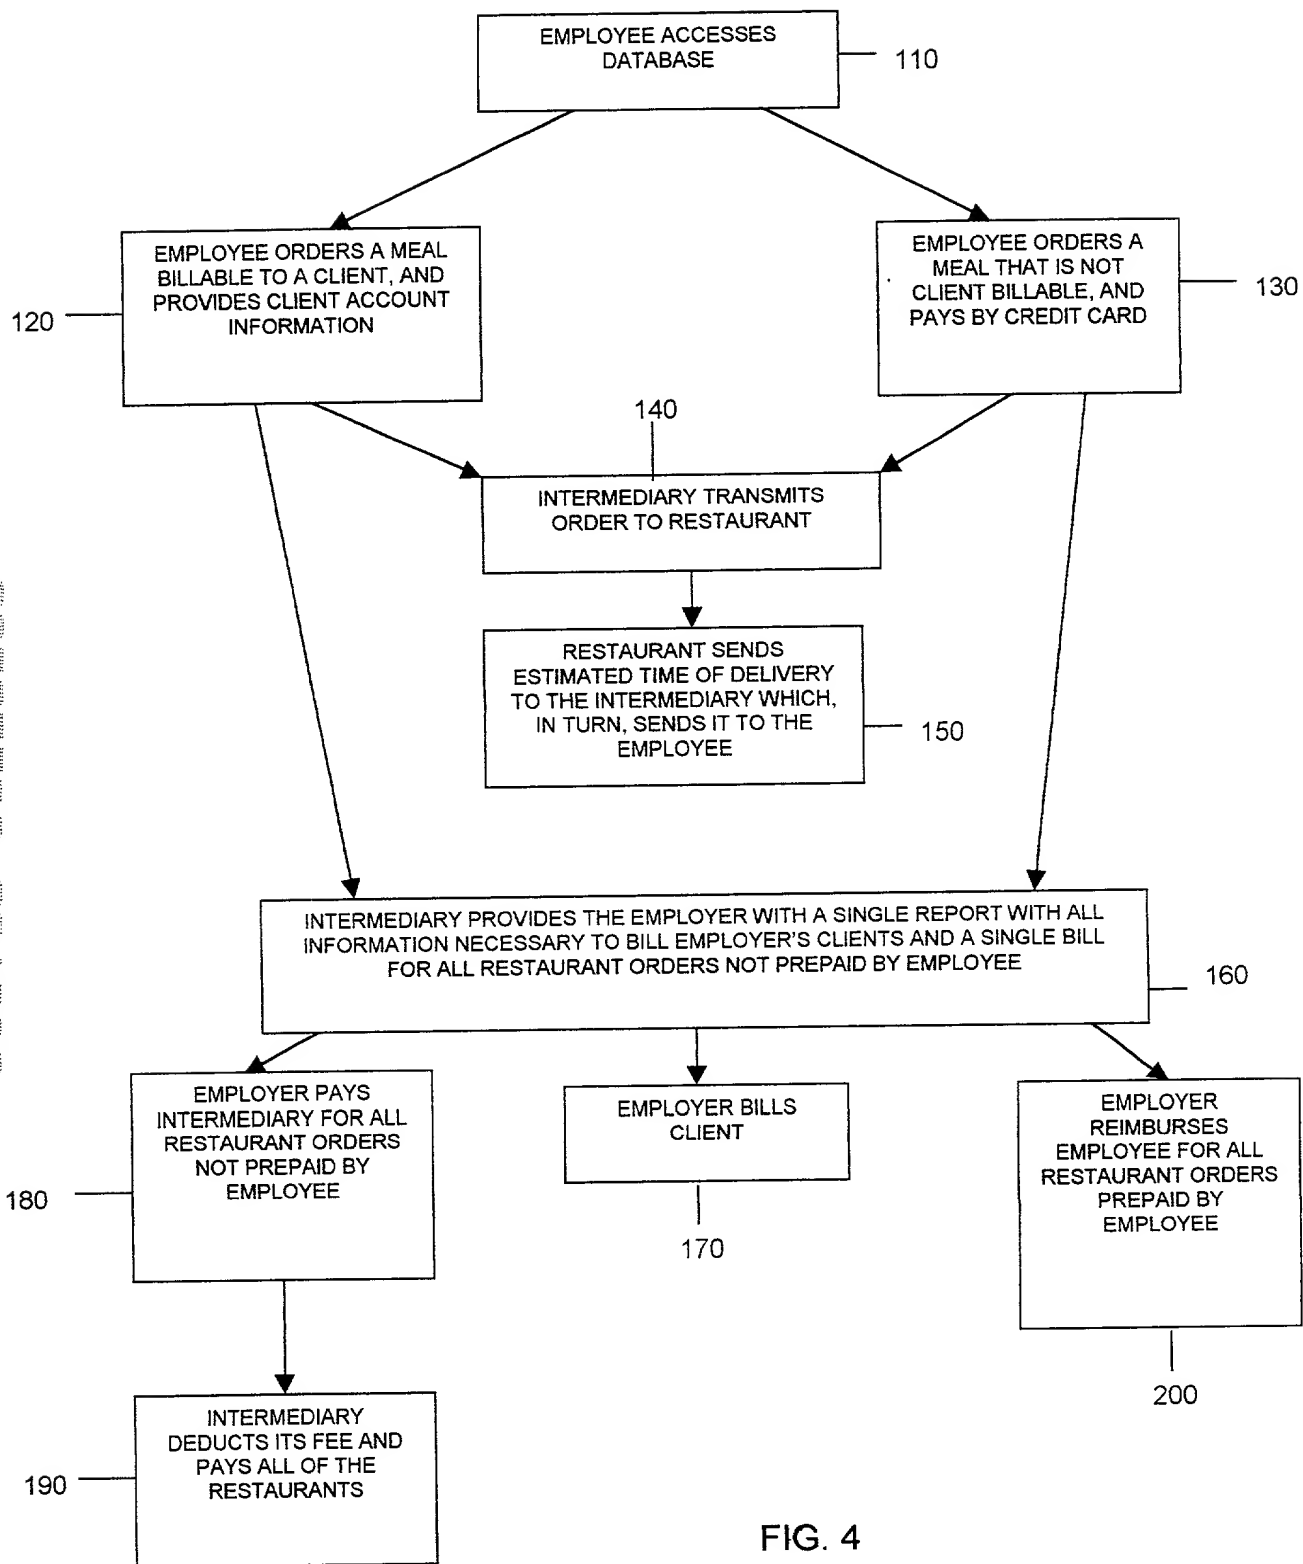 EMPLOYEE ACCESSES
DATABASE
110
EMPLOYEE ORDERS A MEAL
BILLABLE TO A CLIENT, AND
PROVIDES CLIENT ACCOUNT
INFORMATION
120
EMPLOYEE ORDERS A
MEAL THAT IS NOT
CLIENT BILLABLE, AND
PAYS BY CREDIT CARD
130
140
INTERMEDIARY TRANSMITS
ORDER TO RESTAURANT
RESTAURANT SENDS
ESTIMATED TIME OF DELIVERY
TO THE INTERMEDIARY WHICH,
IN TURN, SENDS IT TO THE
EMPLOYEE
150
INTERMEDIARY PROVIDES THE EMPLOYER WITH A SINGLE REPORT WITH ALL
INFORMATION NECESSARY TO BILL EMPLOYER'S CLIENTS AND A SINGLE BILL
FOR ALL RESTAURANT ORDERS NOT PREPAID BY EMPLOYEE
160
EMPLOYER PAYS
INTERMEDIARY FOR ALL
RESTAURANT ORDERS
NOT PREPAID BY
EMPLOYEE
180
EMPLOYER BILLS
CLIENT
170
EMPLOYER
REIMBURSES
EMPLOYEE FOR ALL
RESTAURANT ORDERS
PREPAID BY
EMPLOYEE
200
INTERMEDIARY
DEDUCTS ITS FEE AND
PAYS ALL OF THE
RESTAURANTS
190
FIG. 4